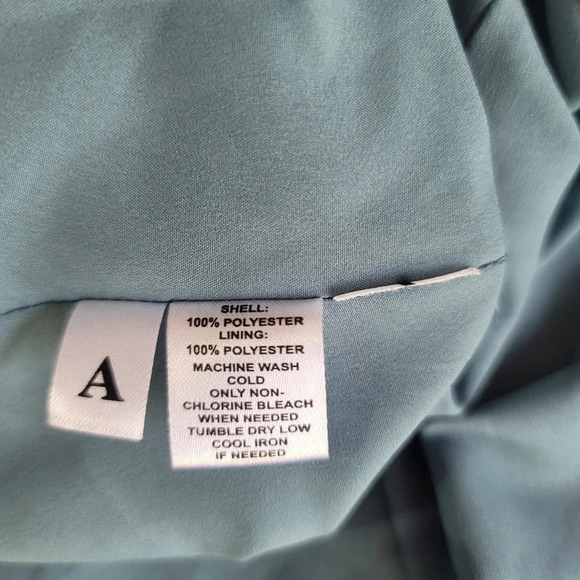 A
SHELL:
100% POLYESTER
LINING:
100% POLYESTER
MACHINE WASH
COLD
ONLY NON-
CHLORINE BLEACH
WHEN NEEDED
TUMBLE DRY LOW
COOL IRON
IF NEEDED